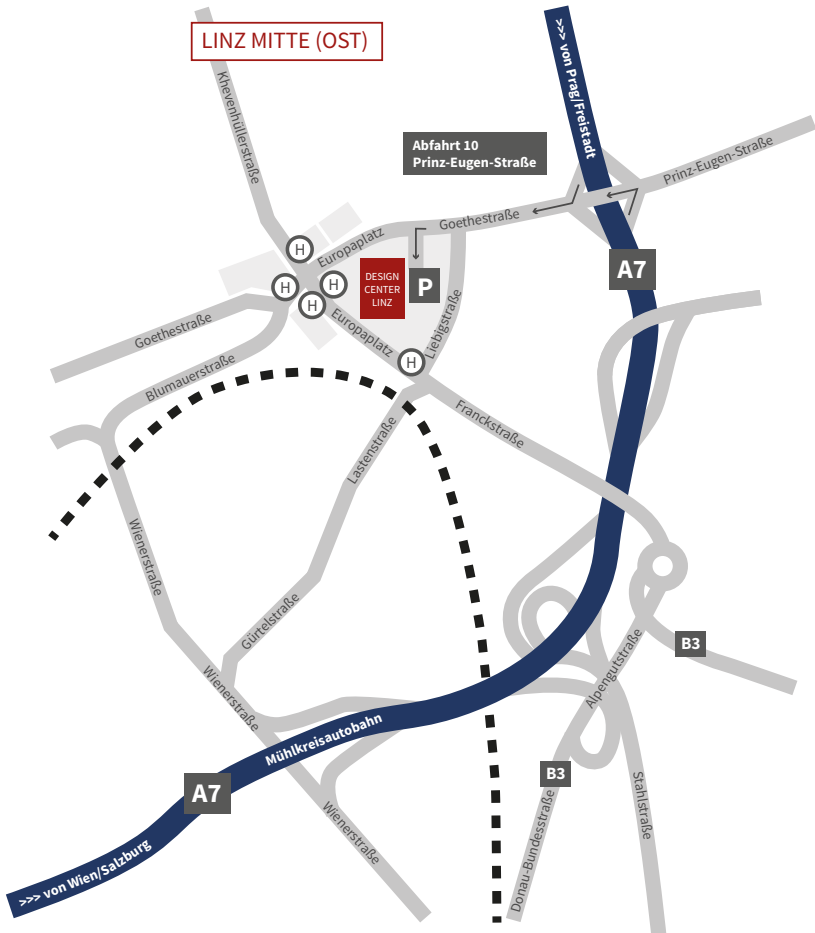 LINZ MITTE (OST)
>>> von Prag/Freistadt
Khevenhüllerstraße
Abfahrt 10
Prinz-Eugen-Straße
Prinz-Eugen-Straße
Goethestraße
Europaplatz
H
H
H
H
DESIGN
CENTER
LINZ
P
A7
Goethestraße
Europaplatz
Liebigstraße
H
Blumauerstraße
Franckstraße
Lastenstraße
Wienerstraße
Gürtelstraße
B3
Alpengutstraße
Wienerstraße
Mühlkreisautobahn
B3
A7
Stahlstraße
Donau-Bundesstraße
Wienerstraße
>>> von Wien/Salzburg